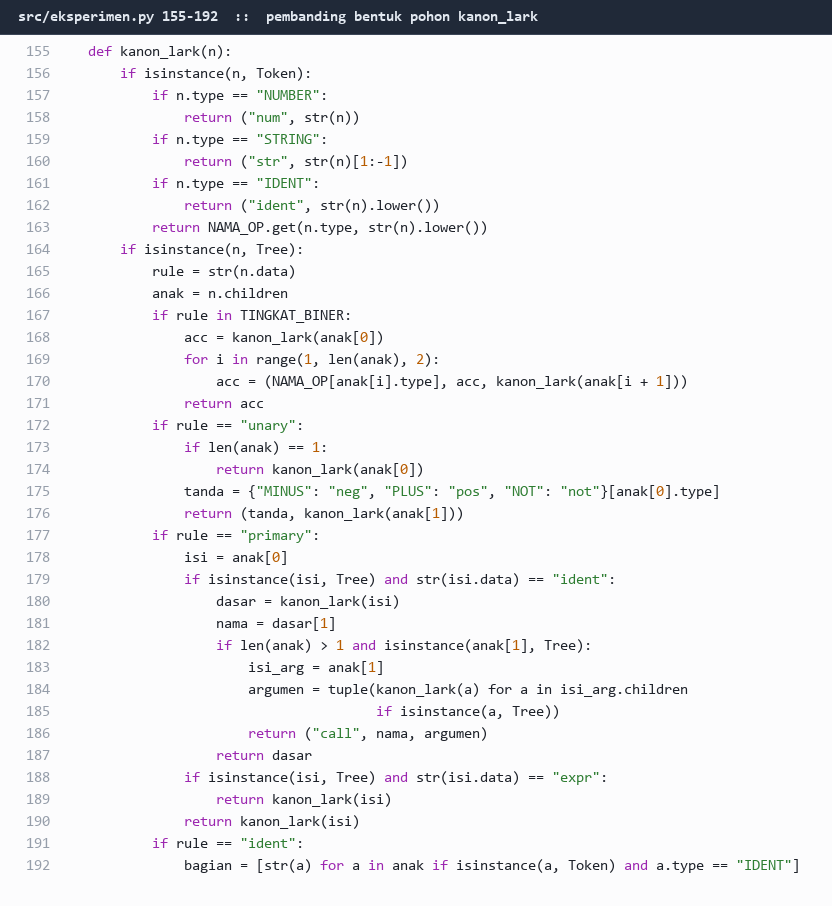 src/eksperimen.py 155-192  ::  pembanding bentuk pohon kanon_lark
155    def kanon_lark(n):
156        if isinstance(n, Token):
157            if n.type == "NUMBER":
158                return ("num", str(n))
159            if n.type == "STRING":
160                return ("str", str(n)[1:-1])
161            if n.type == "IDENT":
162                return ("ident", str(n).lower())
163            return NAMA_OP.get(n.type, str(n).lower())
164        if isinstance(n, Tree):
165            rule = str(n.data)
166            anak = n.children
167            if rule in TINGKAT_BINER:
168                acc = kanon_lark(anak[0])
169                for i in range(1, len(anak), 2):
170                    acc = (NAMA_OP[anak[i].type], acc, kanon_lark(anak[i + 1]))
171                return acc
172            if rule == "unary":
173                if len(anak) == 1:
174                    return kanon_lark(anak[0])
175                tanda = {"MINUS": "neg", "PLUS": "pos", "NOT": "not"}[anak[0].type]
176                return (tanda, kanon_lark(anak[1]))
177            if rule == "primary":
178                isi = anak[0]
179                if isinstance(isi, Tree) and str(isi.data) == "ident":
180                    dasar = kanon_lark(isi)
181                    nama = dasar[1]
182                    if len(anak) > 1 and isinstance(anak[1], Tree):
183                        isi_arg = anak[1]
184                        argumen = tuple(kanon_lark(a) for a in isi_arg.children
185                                        if isinstance(a, Tree))
186                        return ("call", nama, argumen)
187                    return dasar
188                if isinstance(isi, Tree) and str(isi.data) == "expr":
189                    return kanon_lark(isi)
190                return kanon_lark(isi)
191            if rule == "ident":
192                bagian = [str(a) for a in anak if isinstance(a, Token) and a.type == "IDENT"]